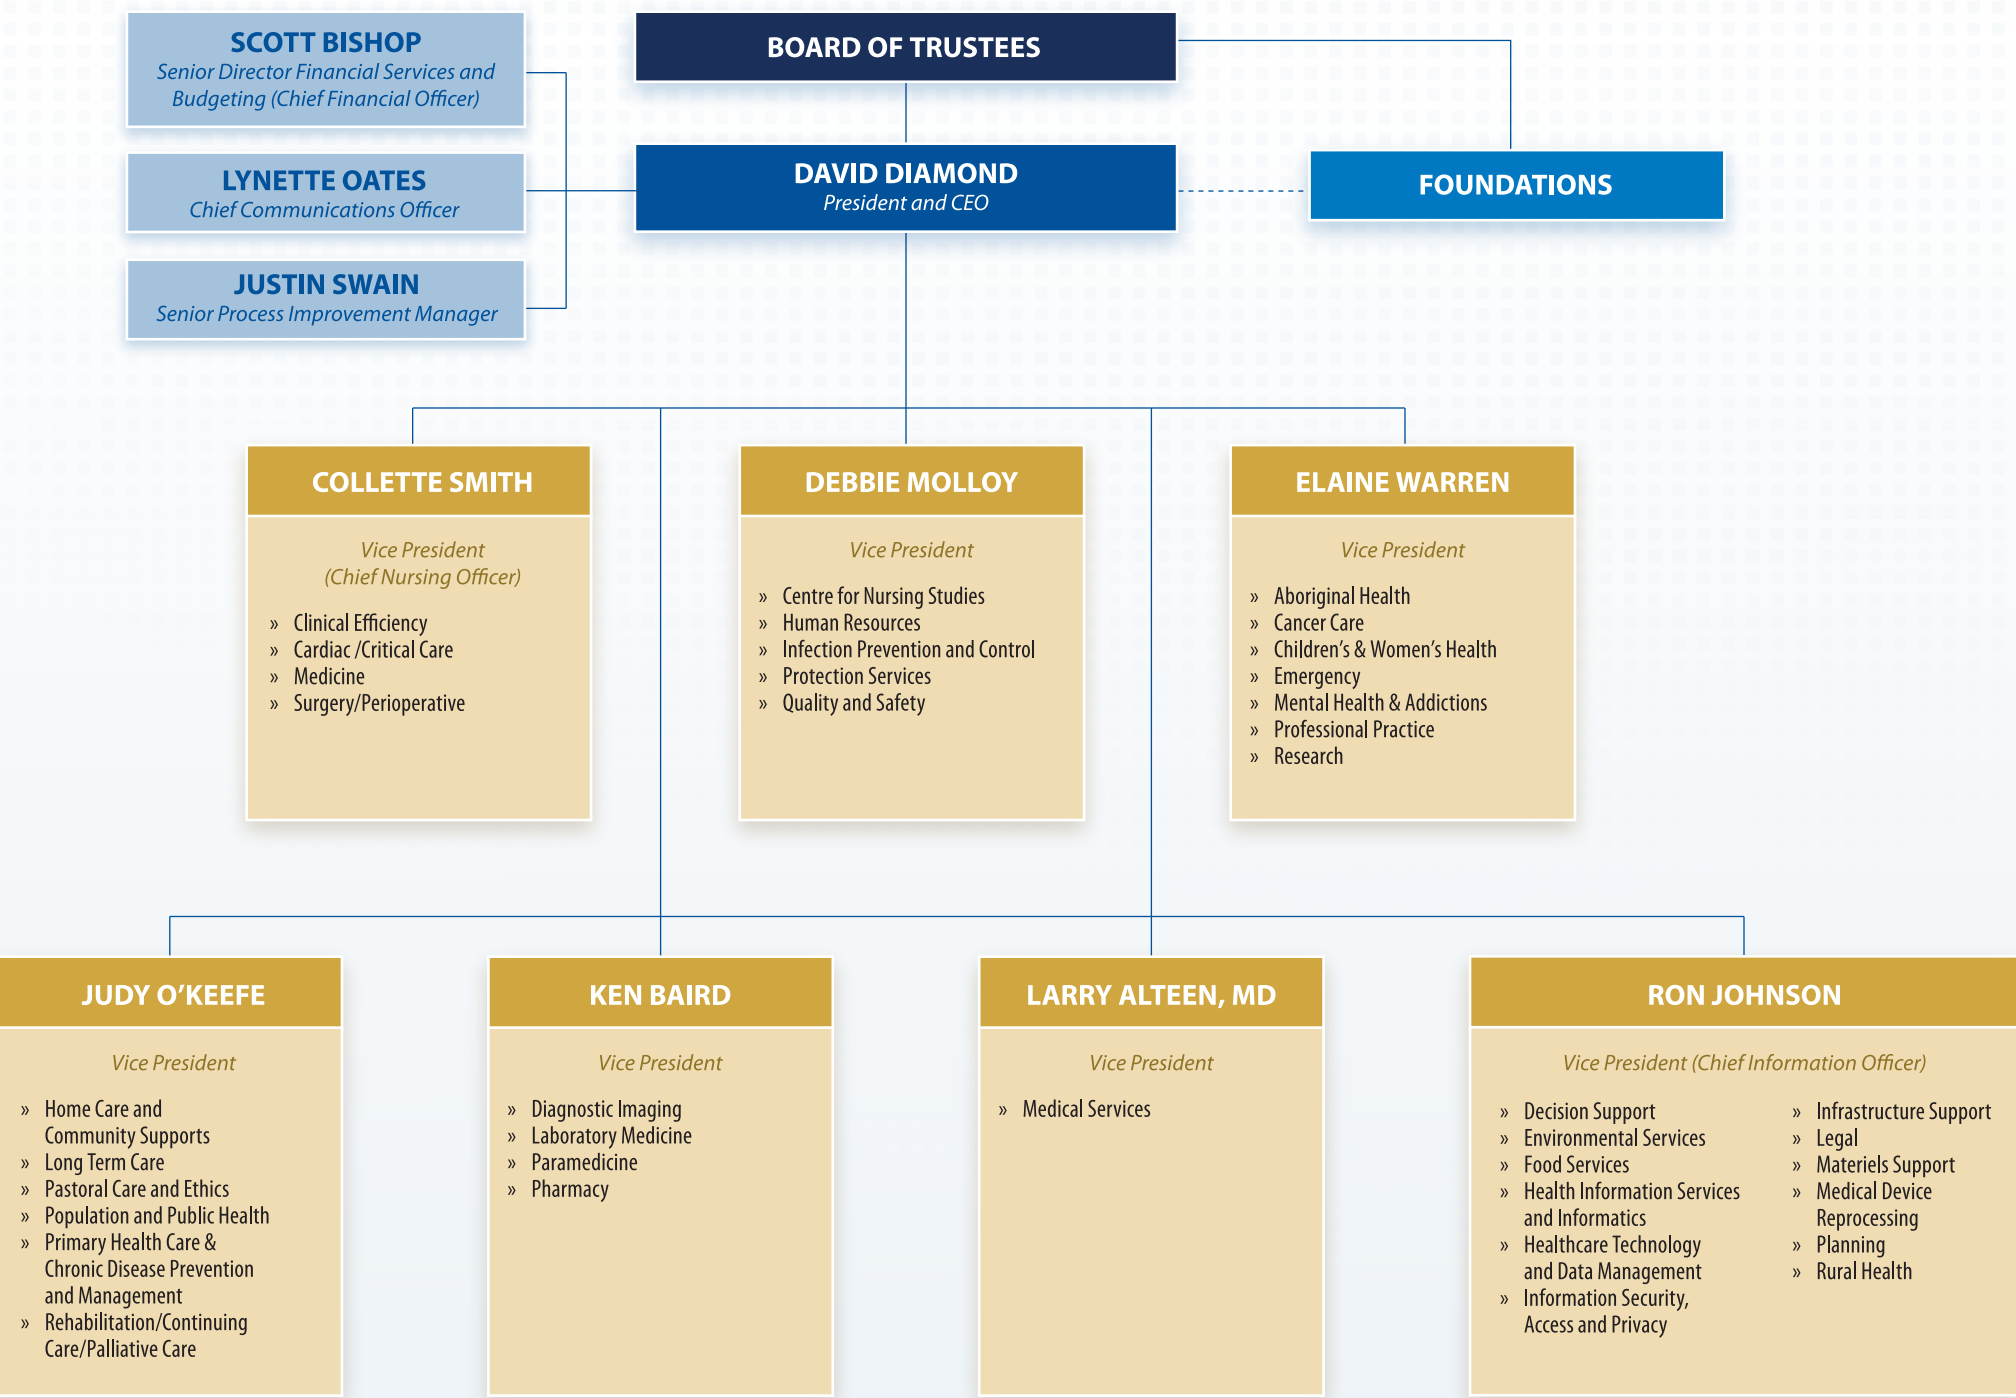 SCOTT BISHOP
Senior Director Financial Services and
Budgeting (Chief Financial Officer)
BOARD OF TRUSTEES
LYNETTE OATES
Chief Communications Officer
DAVID DIAMOND
President and CEO
FOUNDATIONS
JUSTIN SWAIN
Senior Process Improvement Manager
COLLETTE SMITH
Vice President
(Chief Nursing Officer)
» Clinical Efficiency
» Cardiac /Critical Care
» Medicine
» Surgery/Perioperative
DEBBIE MOLLOY
Vice President
» Centre for Nursing Studies
» Human Resources
» Infection Prevention and Control
» Protection Services
» Quality and Safety
ELAINE WARREN
Vice President
» Aboriginal Health
» Cancer Care
» Children's & Women's Health
» Emergency
» Mental Health & Addictions
» Professional Practice
» Research
JUDY O'KEEFE
Vice President
» Home Care and
Community Supports
» Long Term Care
» Pastoral Care and Ethics
» Population and Public Health
» Primary Health Care &
Chronic Disease Prevention
and Management
» Rehabilitation/Continuing
Care/Palliative Care
KEN BAIRD
Vice President
» Diagnostic Imaging
» Laboratory Medicine
» Paramedicine
» Pharmacy
LARRY ALTEEN, MD
Vice President
» Medical Services
RON JOHNSON
Vice President (Chief Information Officer)
» Decision Support
» Environmental Services
» Food Services
» Health Information Services
and Informatics
» Healthcare Technology
and Data Management
» Information Security,
Access and Privacy
» Infrastructure Support
» Legal
» Materiels Support
» Medical Device
Reprocessing
» Planning
» Rural Health